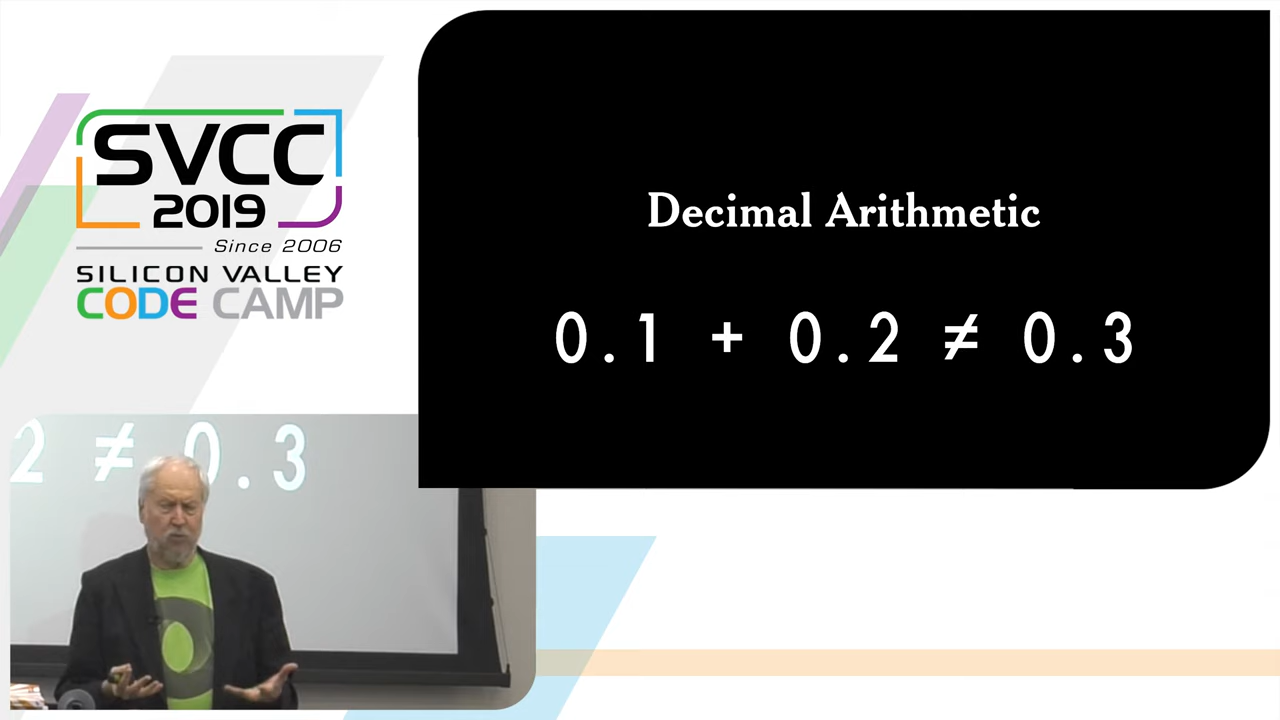 SVCC
2019
Since 2006
SILICON VALLEY
CODE CAMP
Decimal Arithmetic
0.1 + 0.2 ≠ 0.3
2 ≠ 0.3